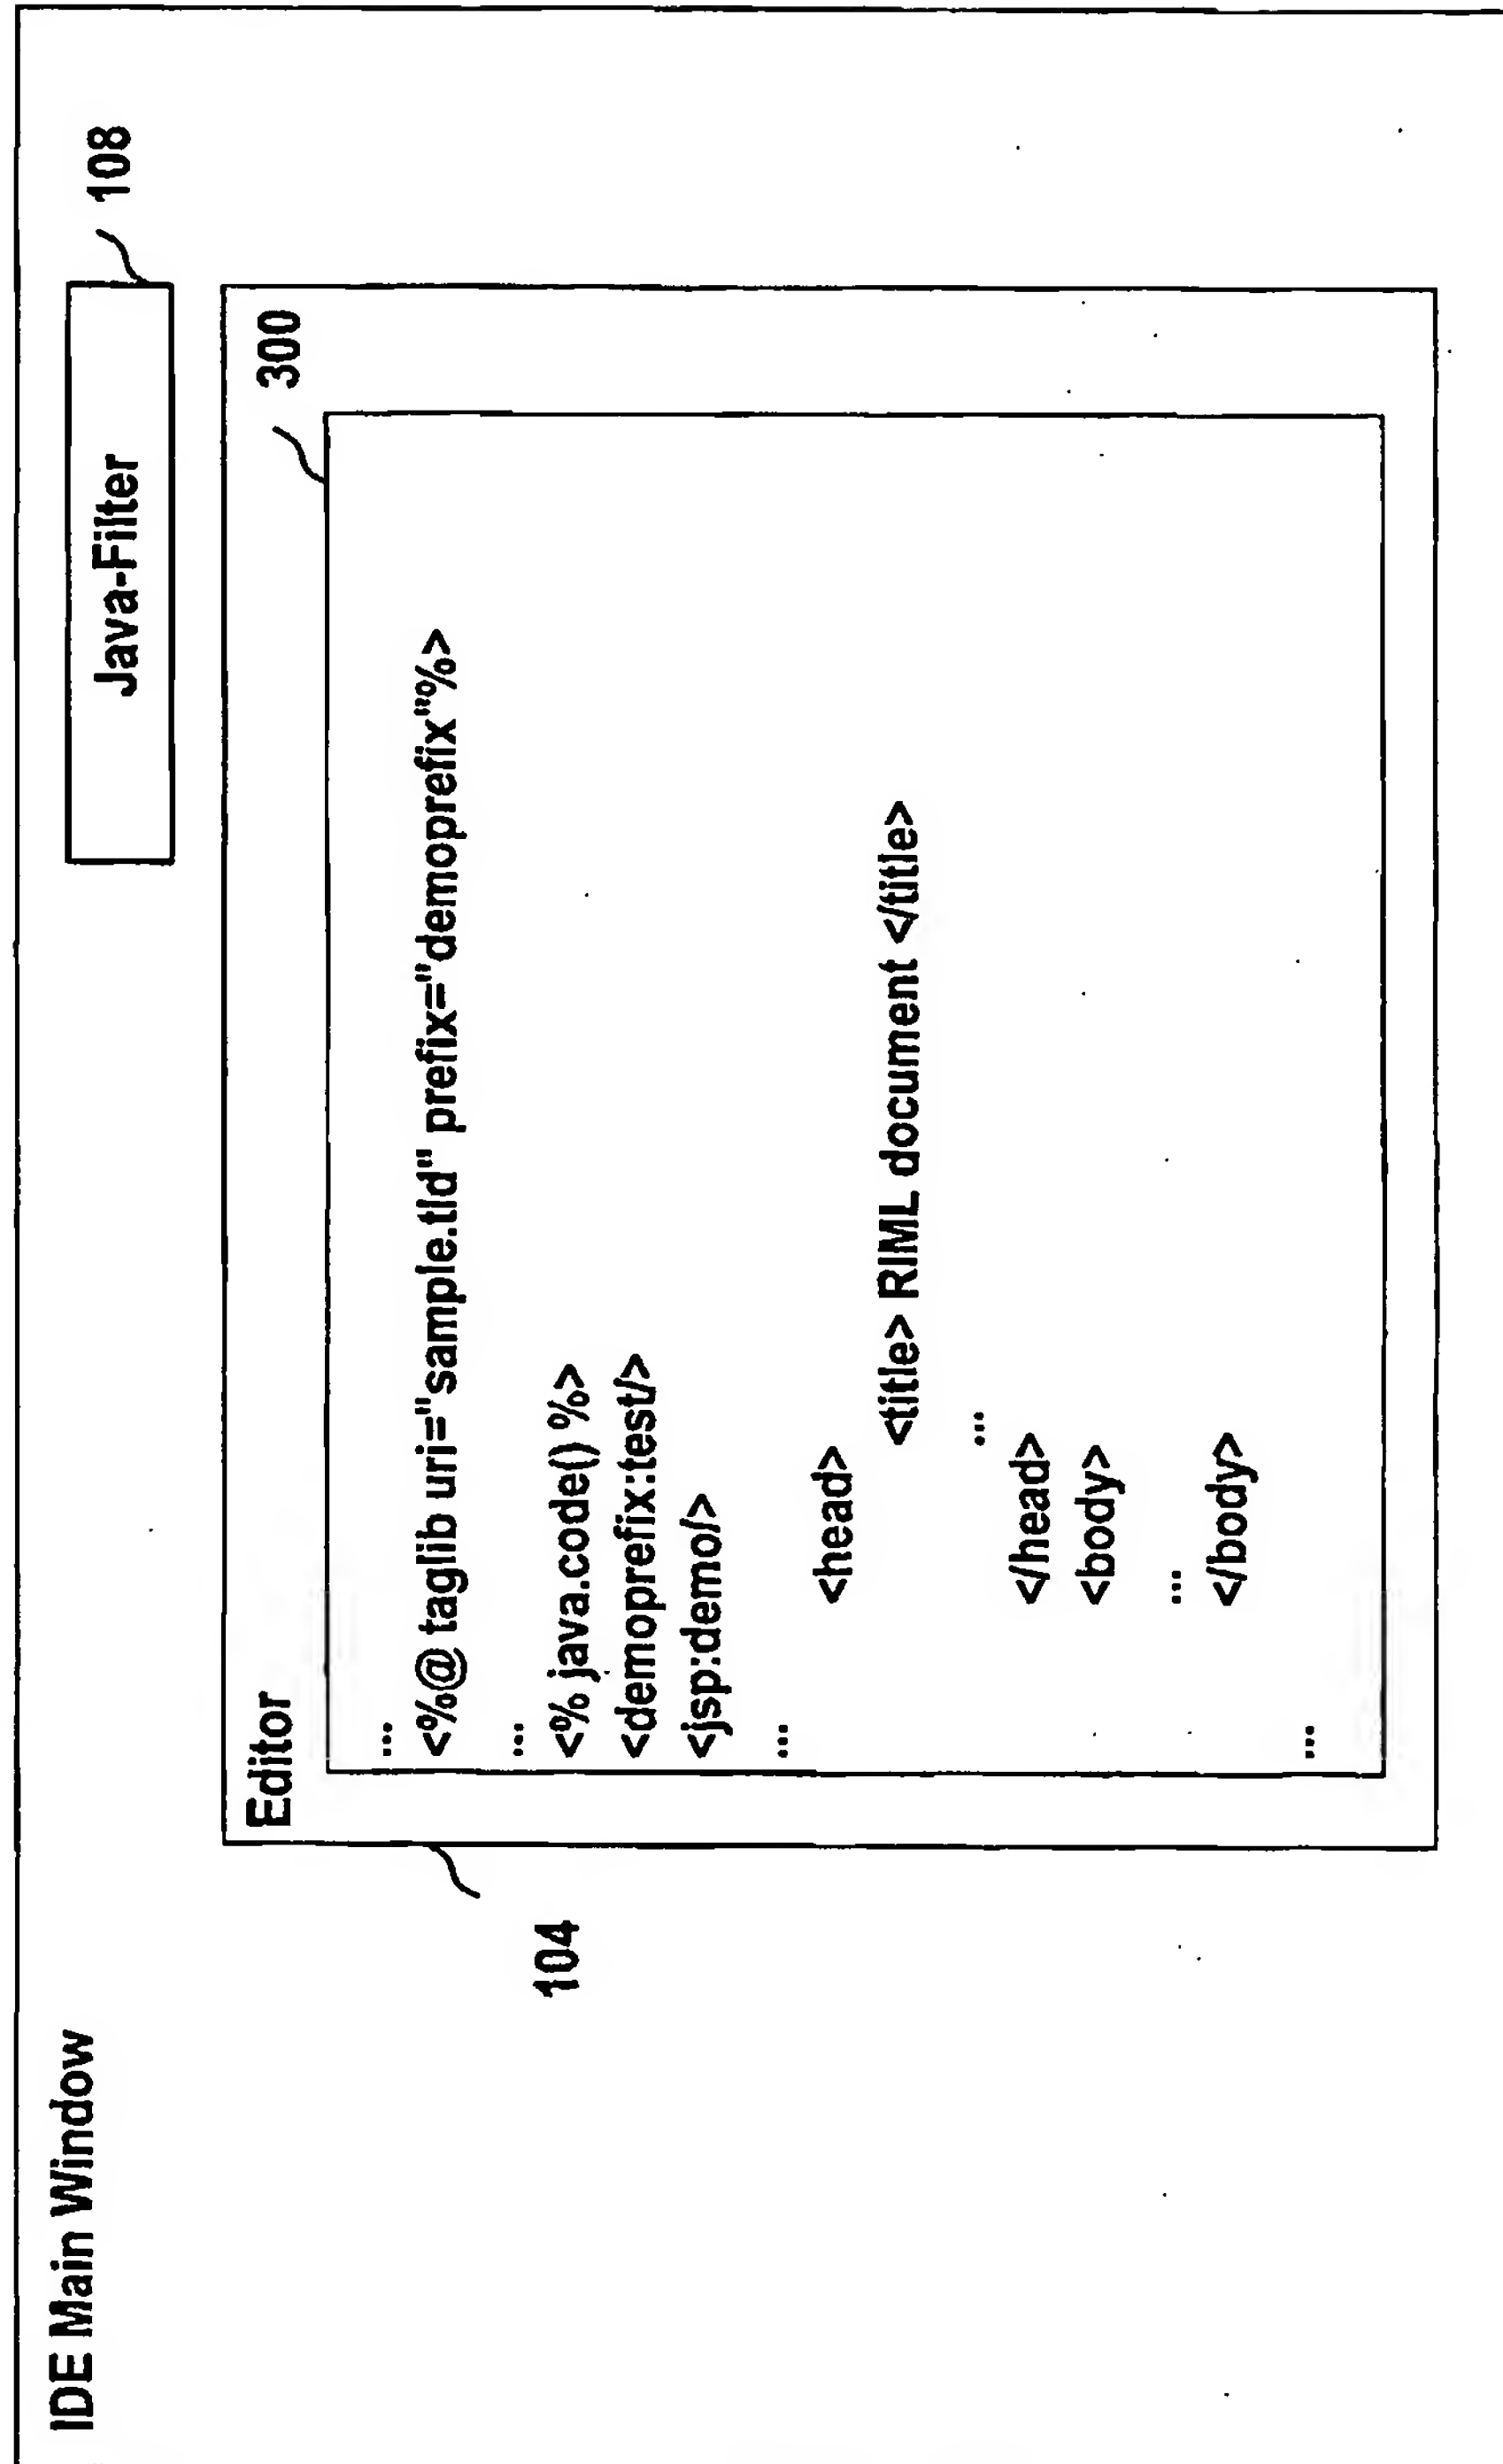 IDE Main Window
Java-Filter
108
Editor
300
...
<%@ taglib uri="sample.tld" prefix="demoprefix"%>
...
<% java.code() %>
<demoprefix:test/>
<jsp:demo/>
...
<head>
<title> RIML document </title>
...
</head>
<body>
...
</body>
...
104